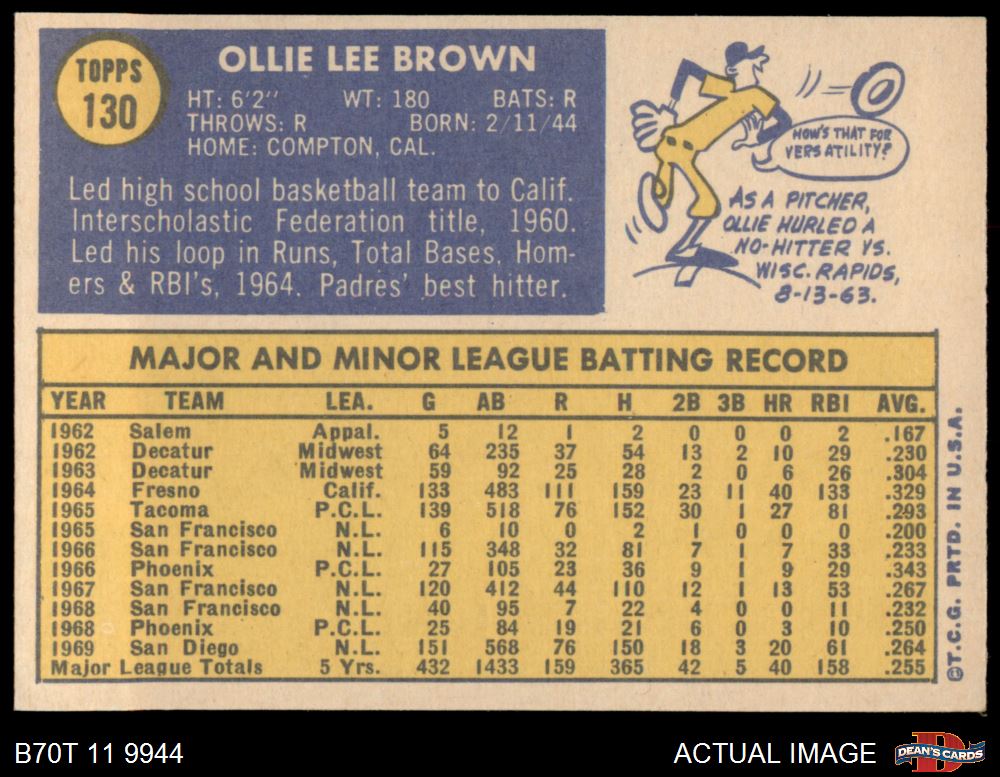 TOPPS
130
OLLIE LEE BROWN
HT: 6'2" WT: 180 BATS: R
THROWS: R BORN: 2/11/44
HOME: COMPTON, CAL.
Led high school basketball team to Calif.
Interscholastic Federation title, 1960.
Led his loop in Runs, Total Bases, Hom-
ers & RBI's, 1964. Padres' best hitter.
HOW'S THAT FOR
VERSATILITY?
AS A PITCHER,
OLLIE HURLED A
NO-HITTER VS.
WISC. RAPIDS,
8-13-63.
MAJOR AND MINOR LEAGUE BATTING RECORD
YEAR TEAM LEA. G AB R H 2B 3B HR RBI AVG.
1962 Salem Appal. 5 12 1 2 0 0 0 2 .167
1962 Decatur Midwest 64 235 37 54 13 2 10 29 .230
1963 Decatur Midwest 59 92 25 28 2 0 6 26 .304
1964 Fresno Calif. 133 483 111 159 23 11 40 133 .329
1965 Tacoma P.C.L. 139 518 76 152 30 1 27 81 .293
1965 San Francisco N.L. 6 10 0 2 1 0 0 0 .200
1966 San Francisco N.L. 115 348 32 81 7 1 7 33 .233
1966 Phoenix P.C.L. 27 105 23 36 9 1 9 29 .343
1967 San Francisco N.L. 120 412 44 110 12 1 13 53 .267
1968 San Francisco N.L. 40 95 7 22 4 0 0 11 .232
1968 Phoenix P.C.L. 25 84 19 21 6 0 3 10 .250
1969 San Diego N.L. 151 568 76 150 18 3 20 61 .264
Major League Totals 5 Yrs. 432 1433 159 365 42 5 40 158 .255
©T.C.G. PRTD. IN U.S.A.
B70T 11 9944
ACTUAL IMAGE
D
DEAN'S CARDS